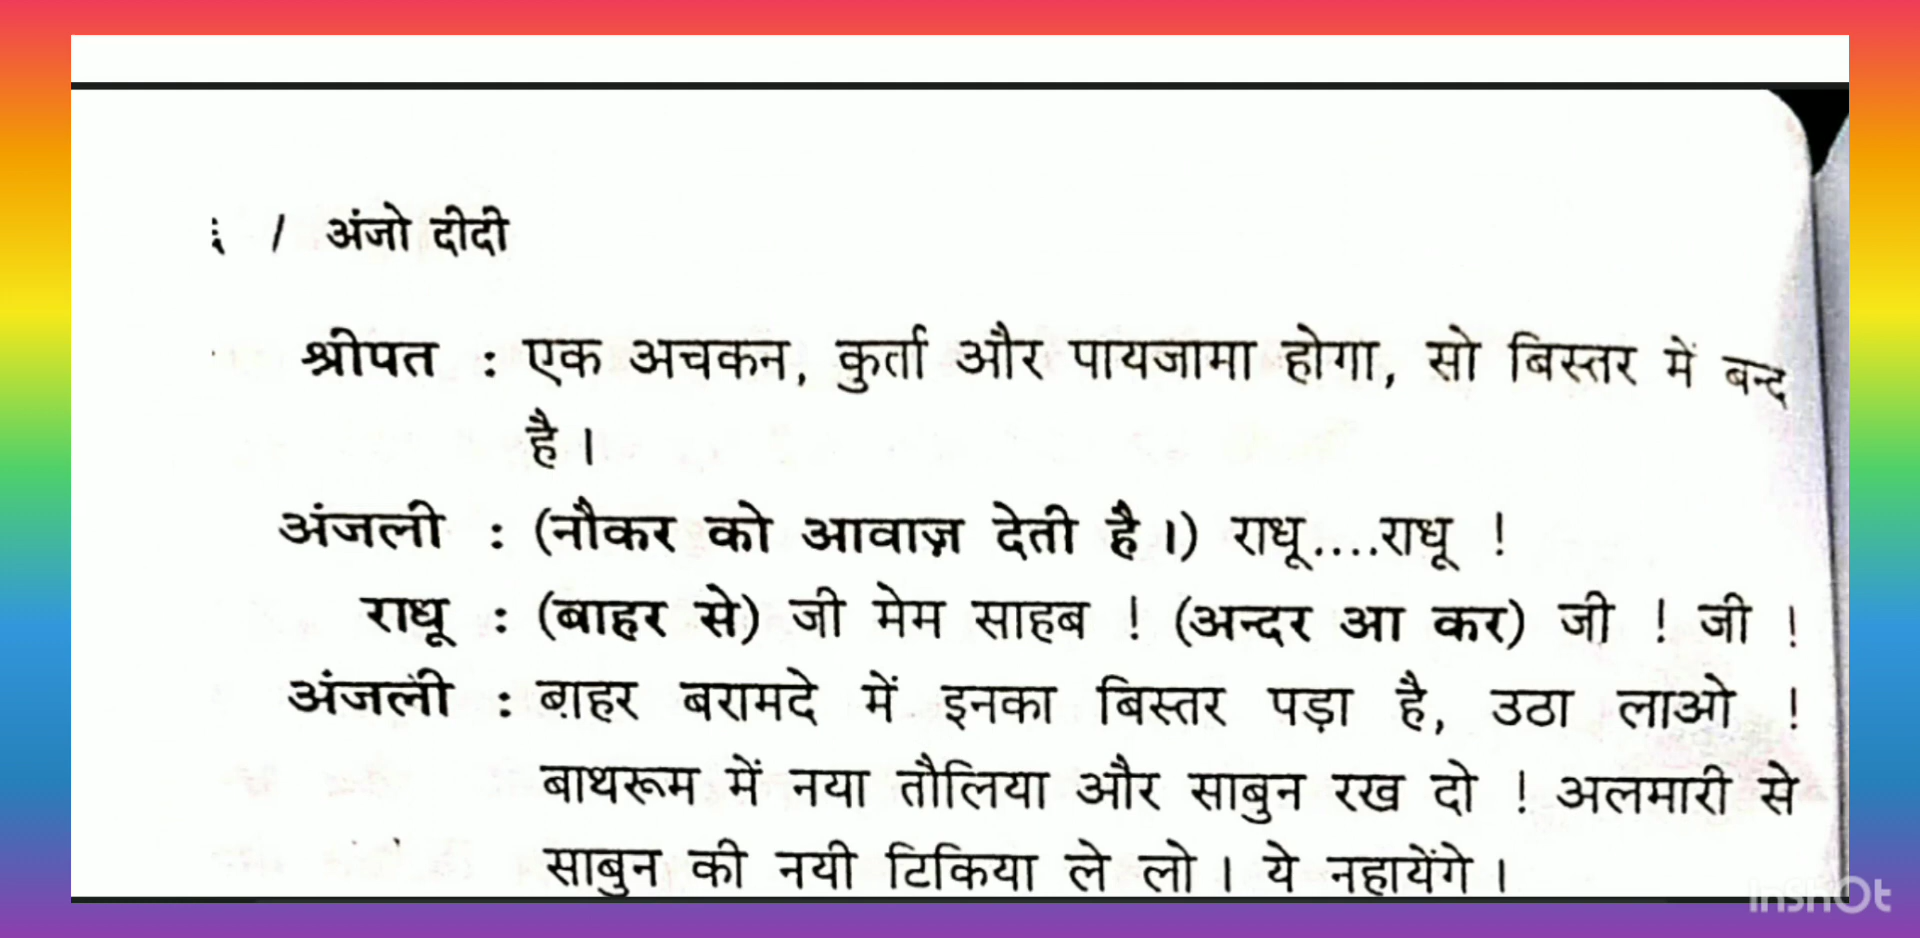 / अंजो दीदी
श्रीपत : एक अचकन, कुर्ता और पायजामा होगा, सो बिस्तर में बन्द
है।
अंजली : (नौकर को आवाज़ देती है।) राधू....राधू !
राधू : (बाहर से) जी मेम साहब ! (अन्दर आ कर) जी ! जी !
अंजली : बाहर बरामदे में इनका बिस्तर पड़ा है, उठा लाओ !
बाथरूम में नया तौलिया और साबुन रख दो ! अलमारी से
साबुन की नयी टिकिया ले लो। ये नहायेंगे।
InShOt